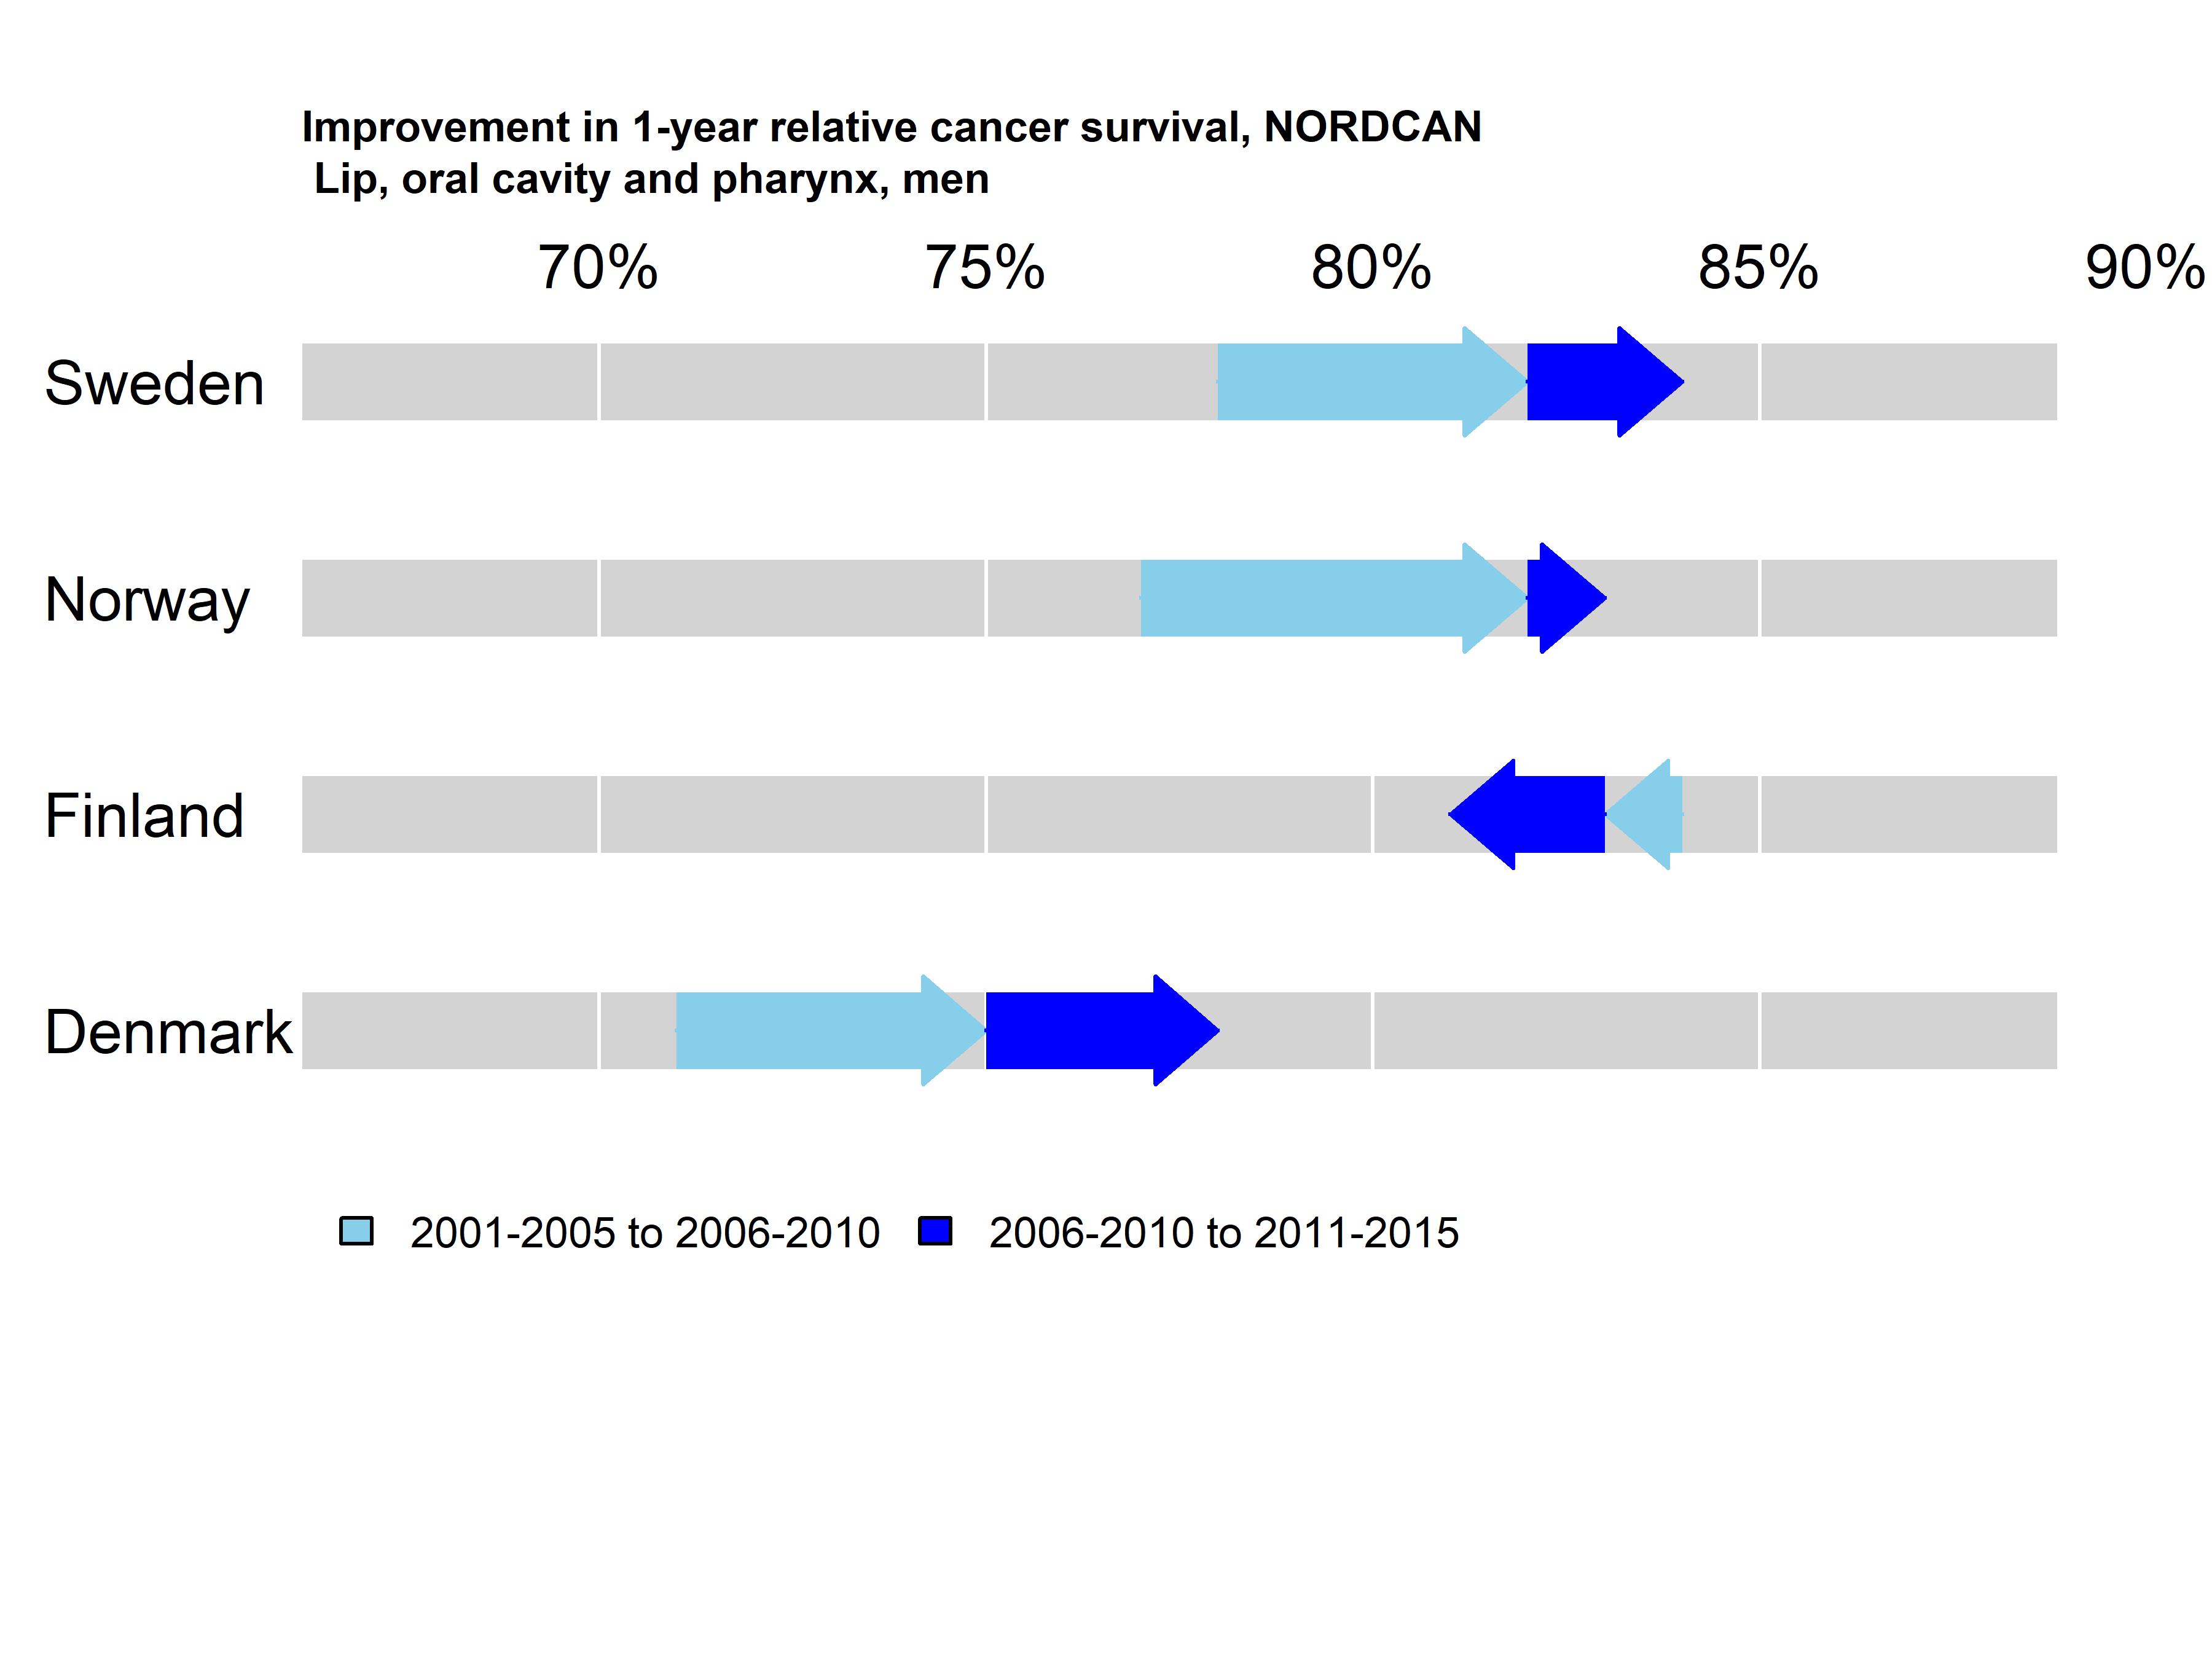 Improvement in 1-year relative cancer survival, NORDCAN
Lip, oral cavity and pharynx, men
70% 75% 80% 85% 90%
Sweden
Norway
Finland
Denmark
2001-2005 to 2006-2010 2006-2010 to 2011-2015